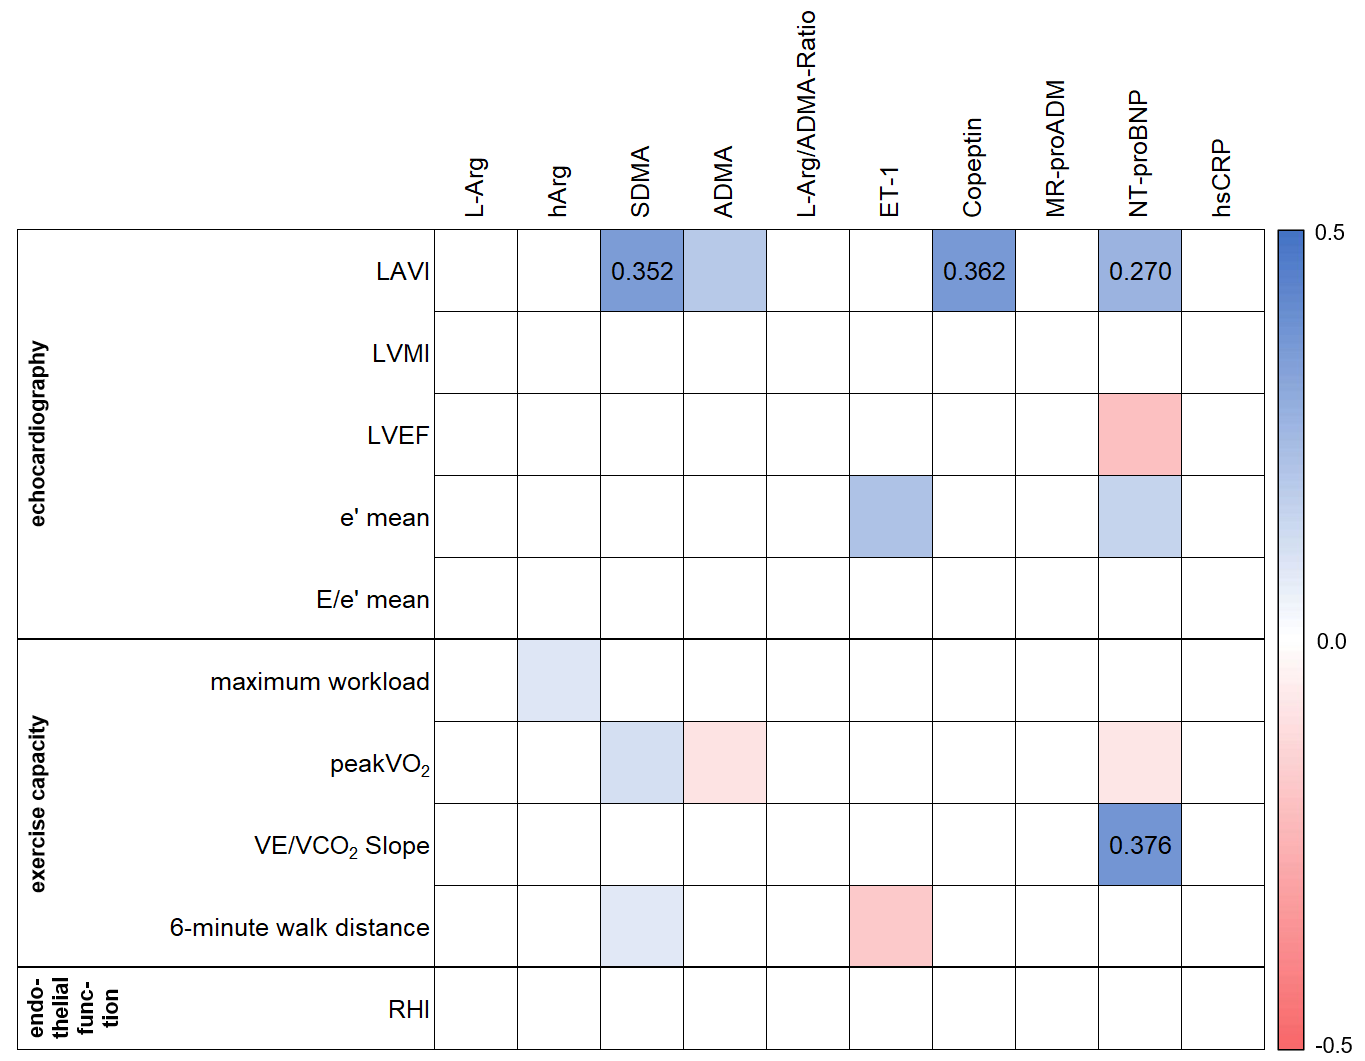 L-Arg
hArg
SDMA
ADMA
L-Arg/ADMA-Ratio
ET-1
Copeptin
MR-proADM
NT-proBNP
hsCRP
echocardiography
LAVI
0.352
0.362
0.270
LVMI
LVEF
e' mean
E/e' mean
exercise capacity
maximum workload
peakVO₂
VE/VCO₂ Slope
0.376
6-minute walk distance
endo-
thelial
func-
tion
RHI
0.5
0.0
-0.5